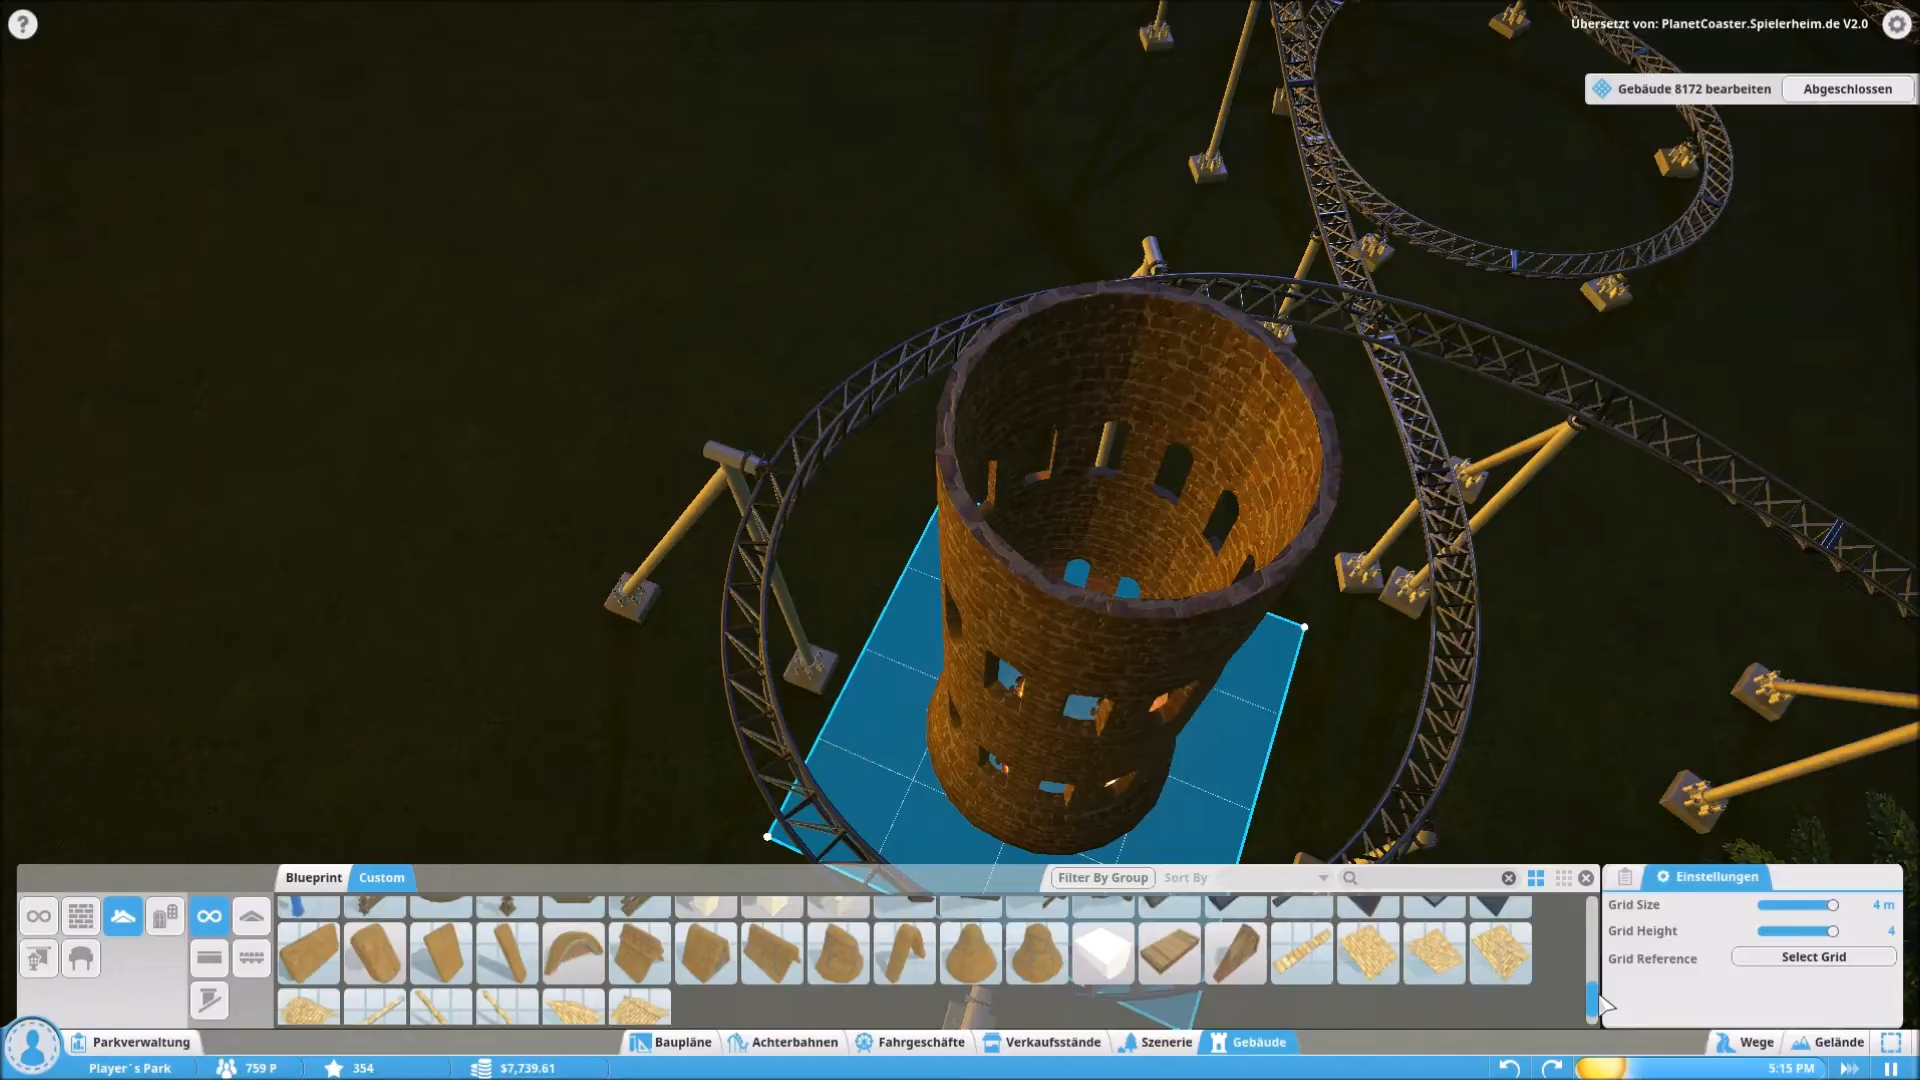 ?
Übersetzt von: PlanetCoaster.Spielerheim.de V2.0
Gebäude 8172 bearbeiten
Abgeschlossen
Blueprint
Custom
Filter By Group
Sort By
Einstellungen
Grid Size
4 m
Grid Height
4
Grid Reference
Select Grid
Parkverwaltung
Baupläne
Achterbahnen
Fahrgeschäfte
Verkaufsstände
Szenerie
Gebäude
Wege
Gelände
Player´s Park
759 P
354
$7,739.61
5:15 PM